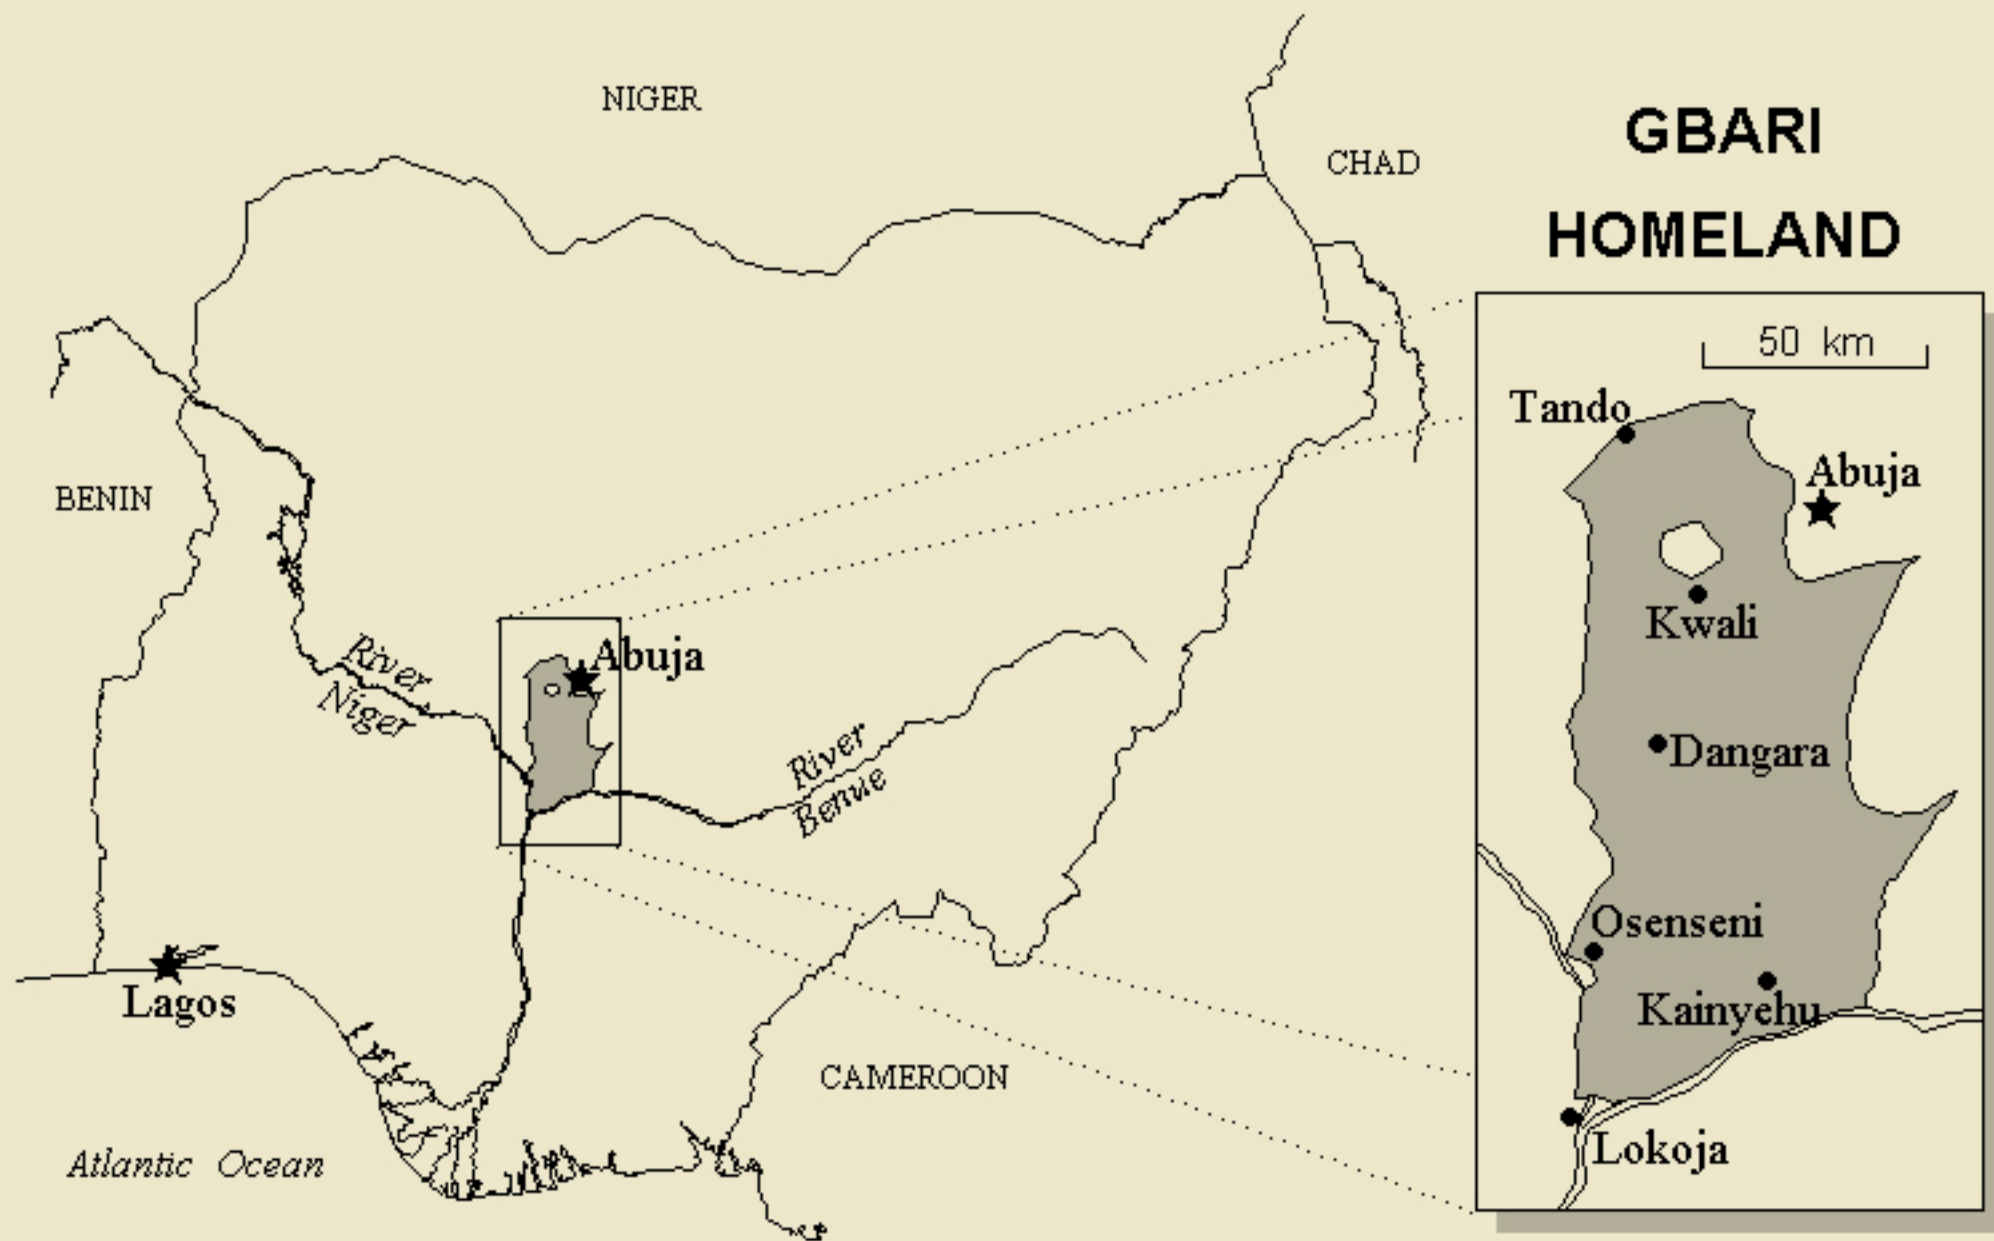 NIGER
CHAD
GBARI
HOMELAND
50 km
Tando
Abuja
BENIN
Kwali
River
Niger
Abuja
River
Benue
Dangara
Osenseni
Kainyehu
Lagos
CAMEROON
Atlantic Ocean
Lokoja